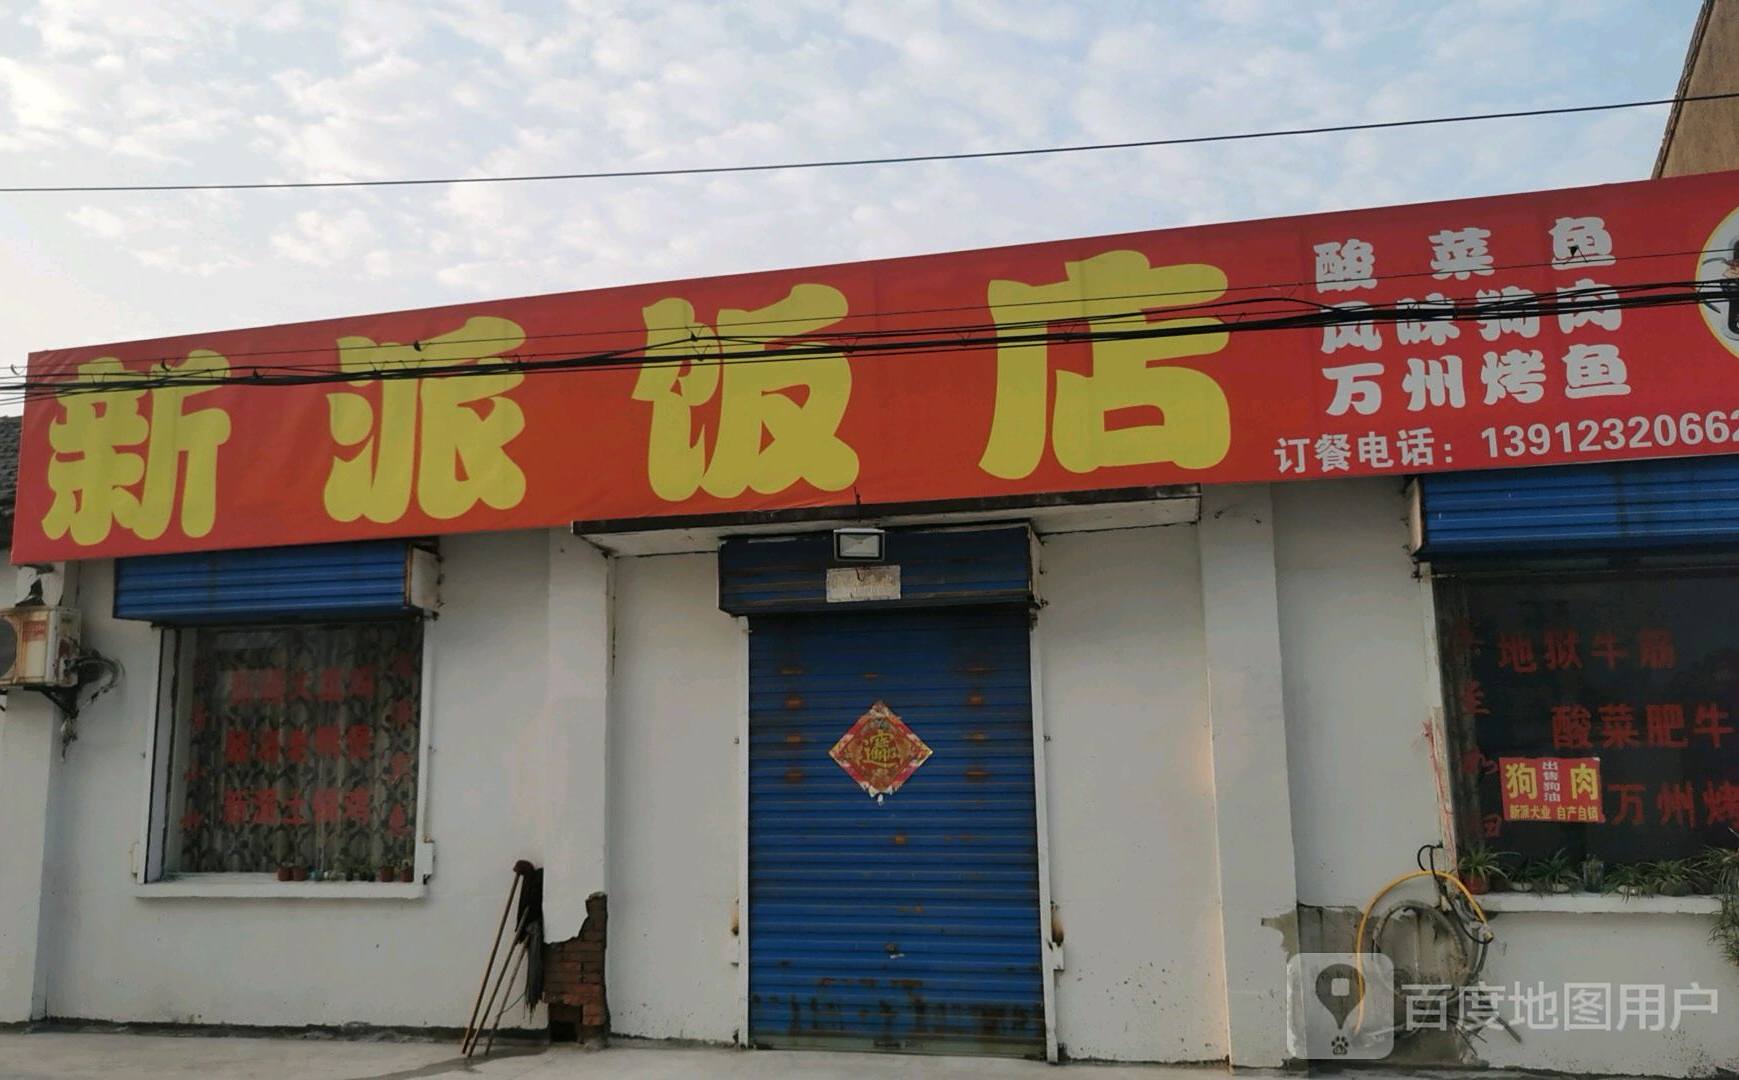 新派饭店
酸菜鱼
风味狗肉
万州烤鱼
订餐电话：13912320662
地狱牛筋
酸菜肥牛
万州烤
狗肉
出售狗油
新派犬业 自产自销
百度地图用户